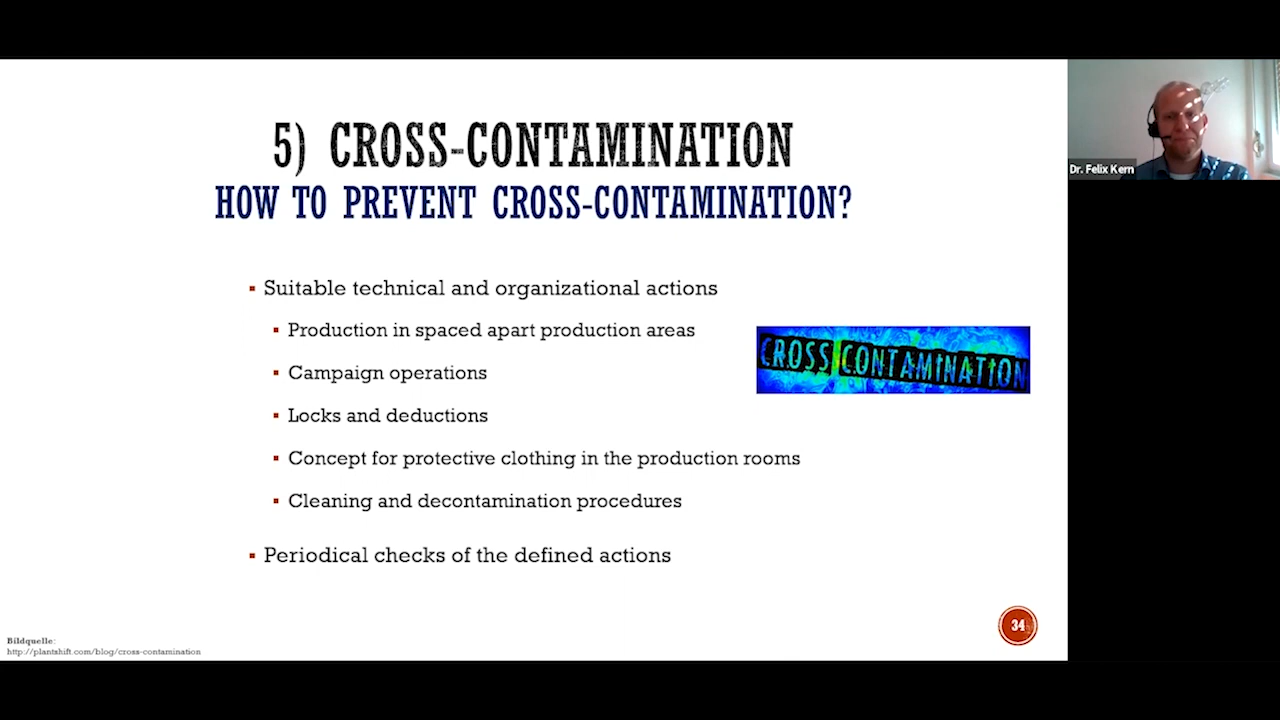 5) CROSS-CONTAMINATION
HOW TO PREVENT CROSS-CONTAMINATION?
▪ Suitable technical and organizational actions
▪ Production in spaced apart production areas
▪ Campaign operations
▪ Locks and deductions
▪ Concept for protective clothing in the production rooms
▪ Cleaning and decontamination procedures
▪ Periodical checks of the defined actions
CROSS CONTAMINATION
34
Bildquelle:
http://plantshift.com/blog/cross-contamination
Dr. Felix Kern